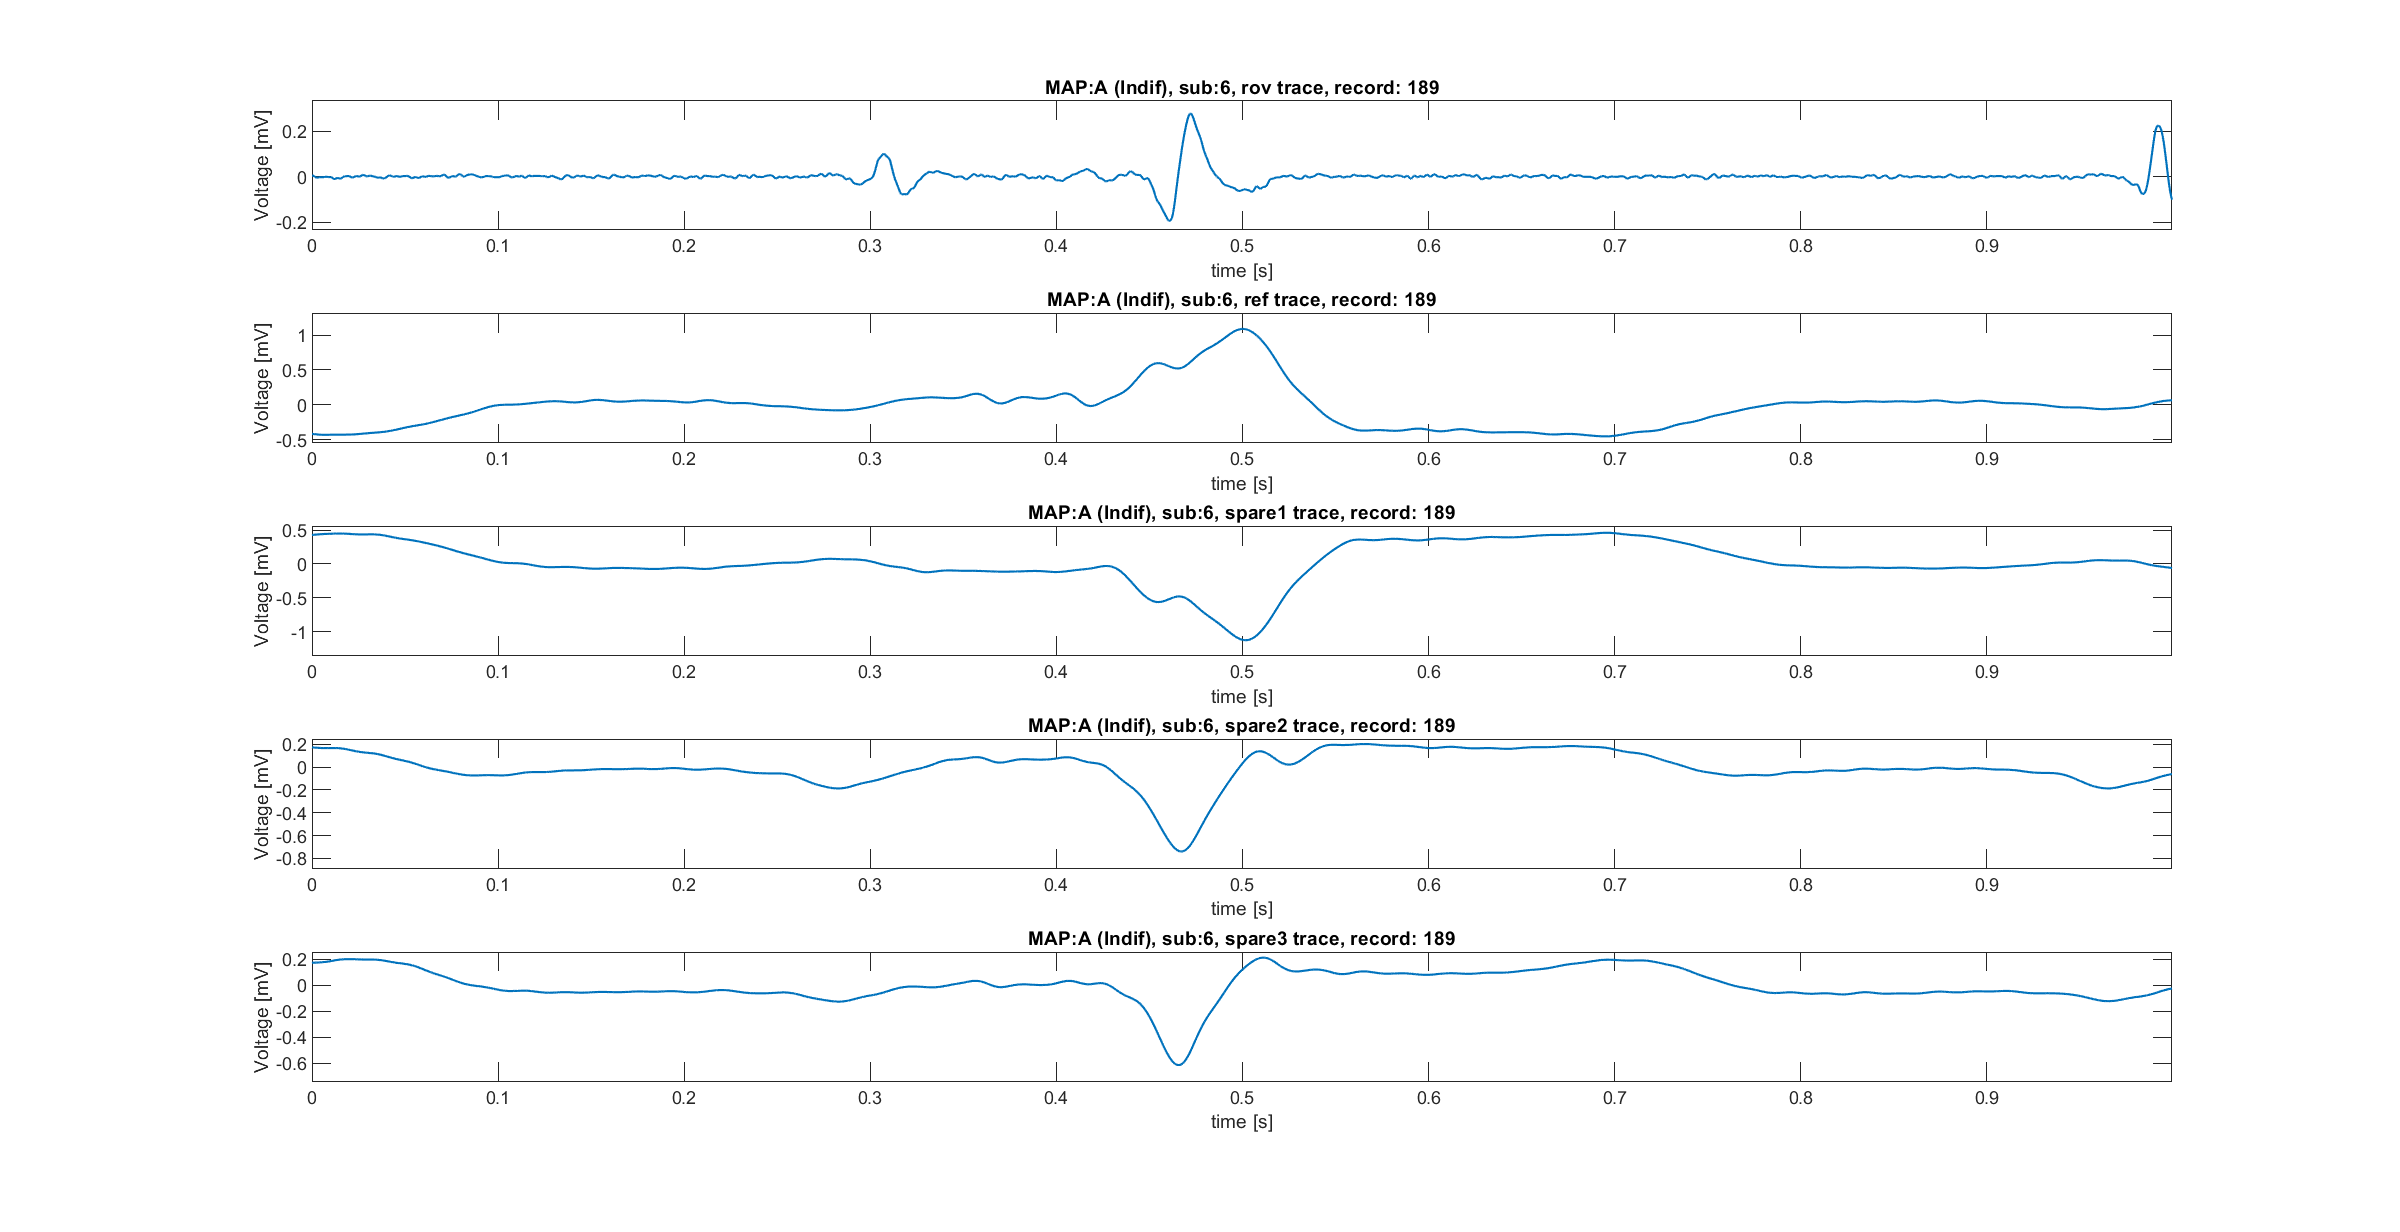 MAP:A (Indif), sub:6, rov trace, record: 189
Voltage [mV]
0.2
0
-0.2
0 0.1 0.2 0.3 0.4 0.5 0.6 0.7 0.8 0.9
time [s]
MAP:A (Indif), sub:6, ref trace, record: 189
Voltage [mV]
1
0.5
0
-0.5
0 0.1 0.2 0.3 0.4 0.5 0.6 0.7 0.8 0.9
time [s]
MAP:A (Indif), sub:6, spare1 trace, record: 189
Voltage [mV]
0.5
0
-0.5
-1
0 0.1 0.2 0.3 0.4 0.5 0.6 0.7 0.8 0.9
time [s]
MAP:A (Indif), sub:6, spare2 trace, record: 189
Voltage [mV]
0.2
0
-0.2
-0.4
-0.6
-0.8
0 0.1 0.2 0.3 0.4 0.5 0.6 0.7 0.8 0.9
time [s]
MAP:A (Indif), sub:6, spare3 trace, record: 189
Voltage [mV]
0.2
0
-0.2
-0.4
-0.6
0 0.1 0.2 0.3 0.4 0.5 0.6 0.7 0.8 0.9
time [s]